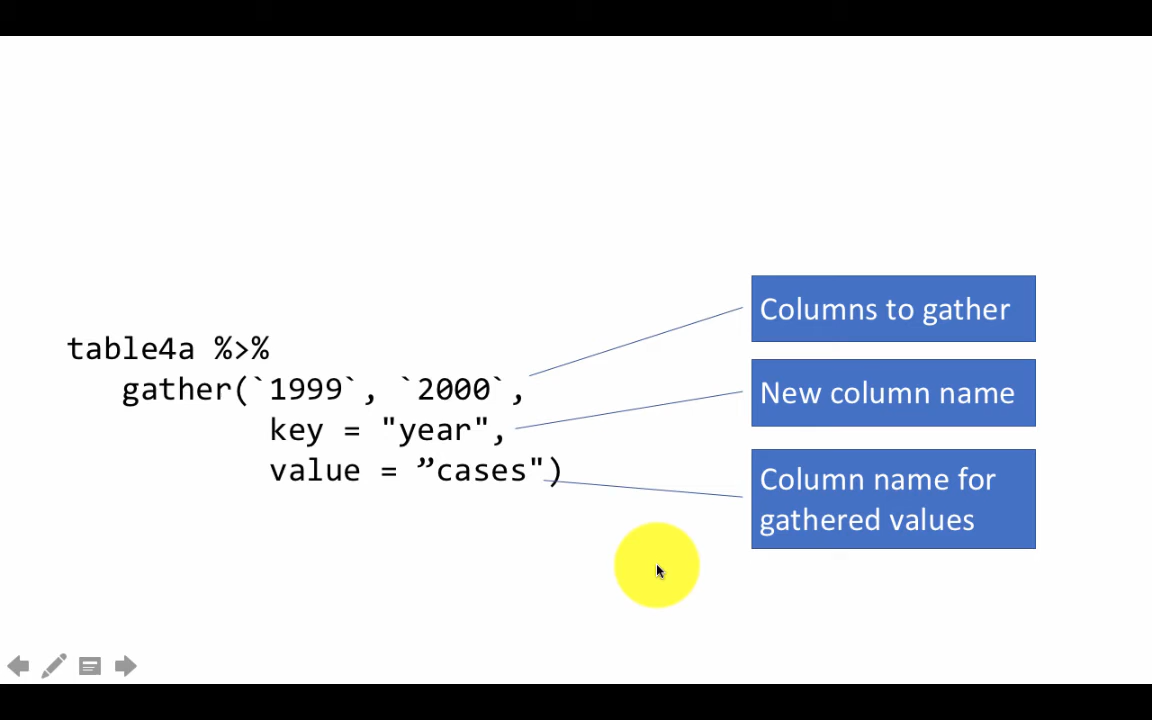 table4a %>%
gather(`1999`, `2000`,
key = "year",
value = ”cases")
Columns to gather
New column name
Column name for
gathered values